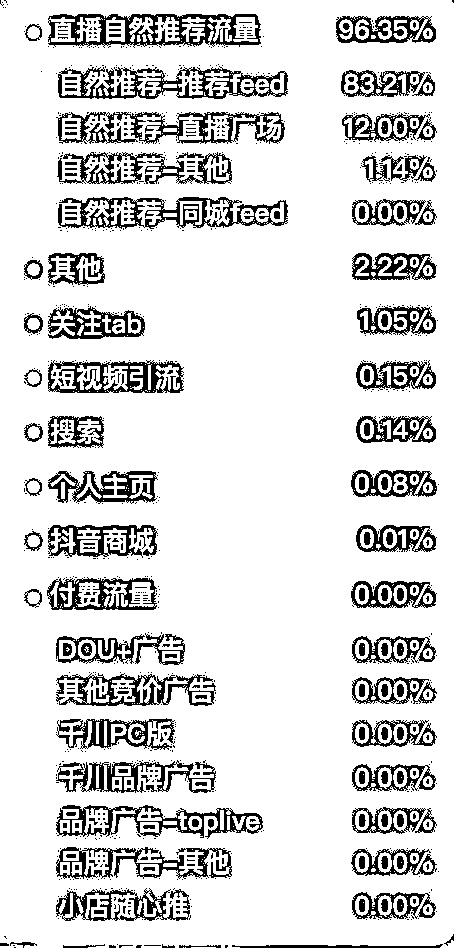 直播自然推荐流量 96.35%
自然推荐-推荐feed 83.21%
自然推荐-直播广场 12.00%
自然推荐-其他 1.14%
自然推荐-同城feed 0.00%
其他 2.22%
关注tab 1.05%
短视频引流 0.15%
搜索 0.14%
个人主页 0.08%
抖音商城 0.01%
付费流量 0.00%
DOU+广告 0.00%
其他竞价广告 0.00%
千川PC版 0.00%
千川品牌广告 0.00%
品牌广告-toplive 0.00%
品牌广告-其他 0.00%
小店随心推 0.00%